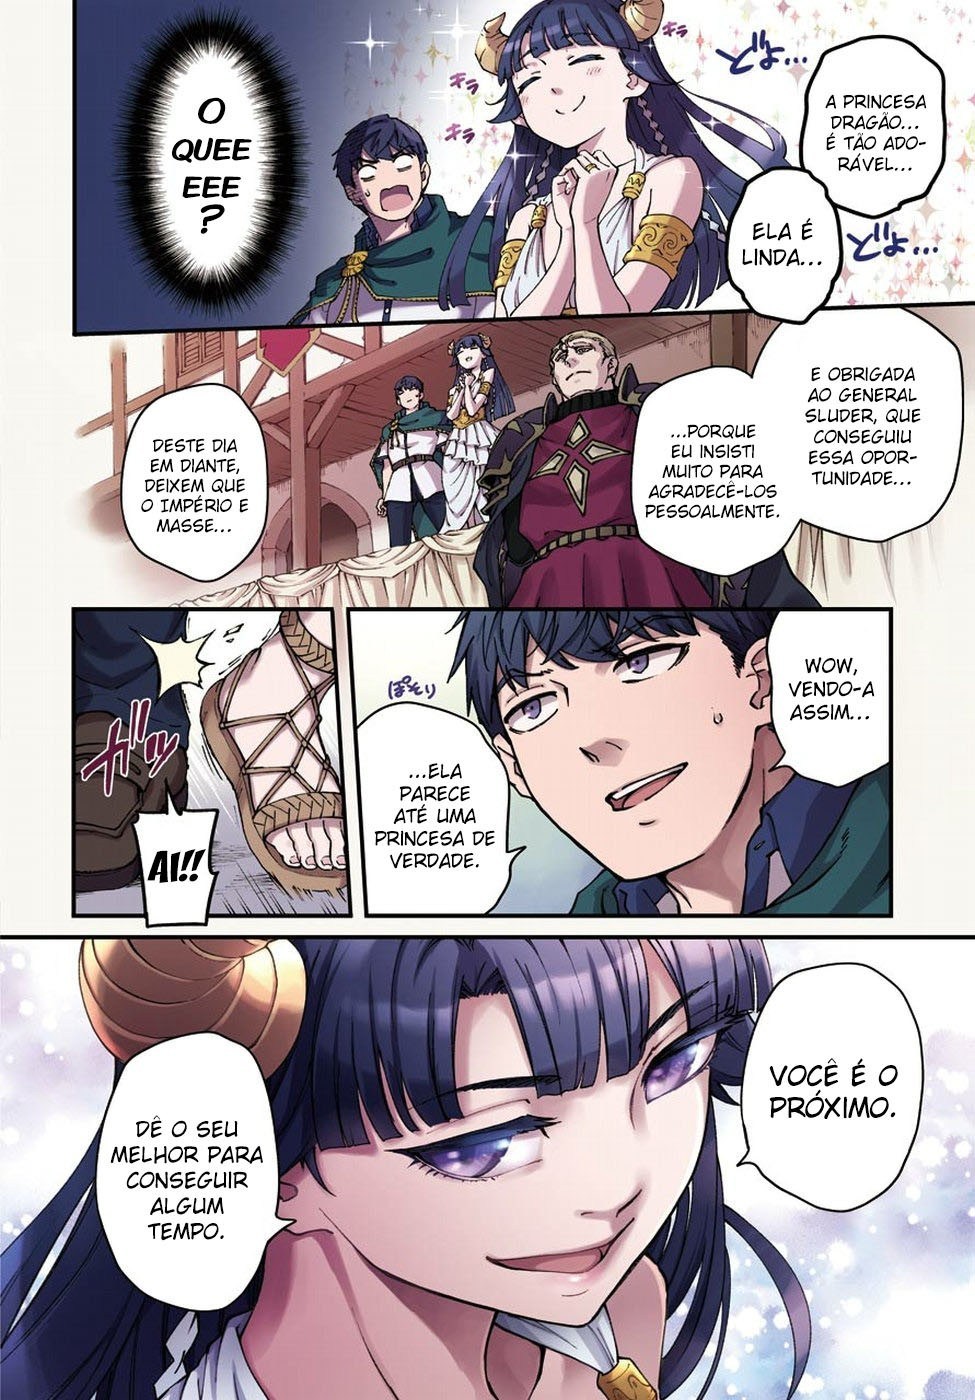 どよ...
A PRINCESA
DRAGÃO...
É TÃO ADO-
RÁVEL...
ELA É
LINDA...
どよ...
キラ
キラ
キラ
O
QUEE
EEE
?
E OBRIGADA
AO GENERAL
SLUDER, QUE
CONSEGUIU
ESSA OPOR-
TUNIDADE...
...PORQUE
EU INSISTI
MUITO PARA
AGRADECÊ-LOS
PESSOALMENTE.
DESTE DIA
EM DIANTE,
DEIXEM QUE
O IMPÉRIO E
MASSE...
WOW,
VENDO-A
ASSIM...
ぽそり
...ELA
PARECE
ATÉ UMA
PRINCESA DE
VERDADE.
ガッ
AI!!
VOCÊ É O
PRÓXIMO.
DÊ O SEU
MELHOR PARA
CONSEGUIR
ALGUM
TEMPO.